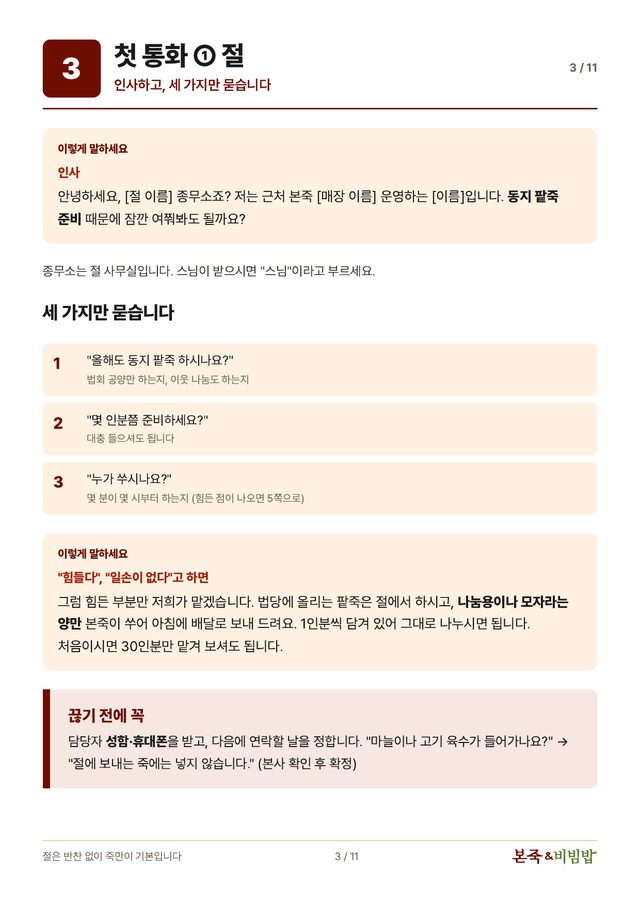 3
첫 통화 ① 절
인사하고, 세 가지만 묻습니다
3 / 11
이렇게 말하세요
인사
안녕하세요, [절 이름] 종무소죠? 저는 근처 본죽 [매장 이름] 운영하는 [이름]입니다. 동지 팥죽
준비 때문에 잠깐 여쭤봐도 될까요?
종무소는 절 사무실입니다. 스님이 받으시면 "스님"이라고 부르세요.
세 가지만 묻습니다
1
"올해도 동지 팥죽 하시나요?"
법회 공양만 하는지, 이웃 나눔도 하는지
2
"몇 인분쯤 준비하세요?"
대충 들으셔도 됩니다
3
"누가 쑤시나요?"
몇 분이 몇 시부터 하는지 (힘든 점이 나오면 5쪽으로)
이렇게 말하세요
"힘들다", "일손이 없다"고 하면
그럼 힘든 부분만 저희가 맡겠습니다. 법당에 올리는 팥죽은 절에서 하시고, 나눔용이나 모자라는
양만 본죽이 쑤어 아침에 배달로 보내 드려요. 1인분씩 담겨 있어 그대로 나누시면 됩니다.
처음이시면 30인분만 맡겨 보셔도 됩니다.
끊기 전에 꼭
담당자 성함·휴대폰을 받고, 다음에 연락할 날을 정합니다. "마늘이나 고기 육수가 들어가나요?" →
"절에 보내는 죽에는 넣지 않습니다." (본사 확인 후 확정)
절은 반찬 없이 죽만이 기본입니다
3 / 11
본죽&비빔밥